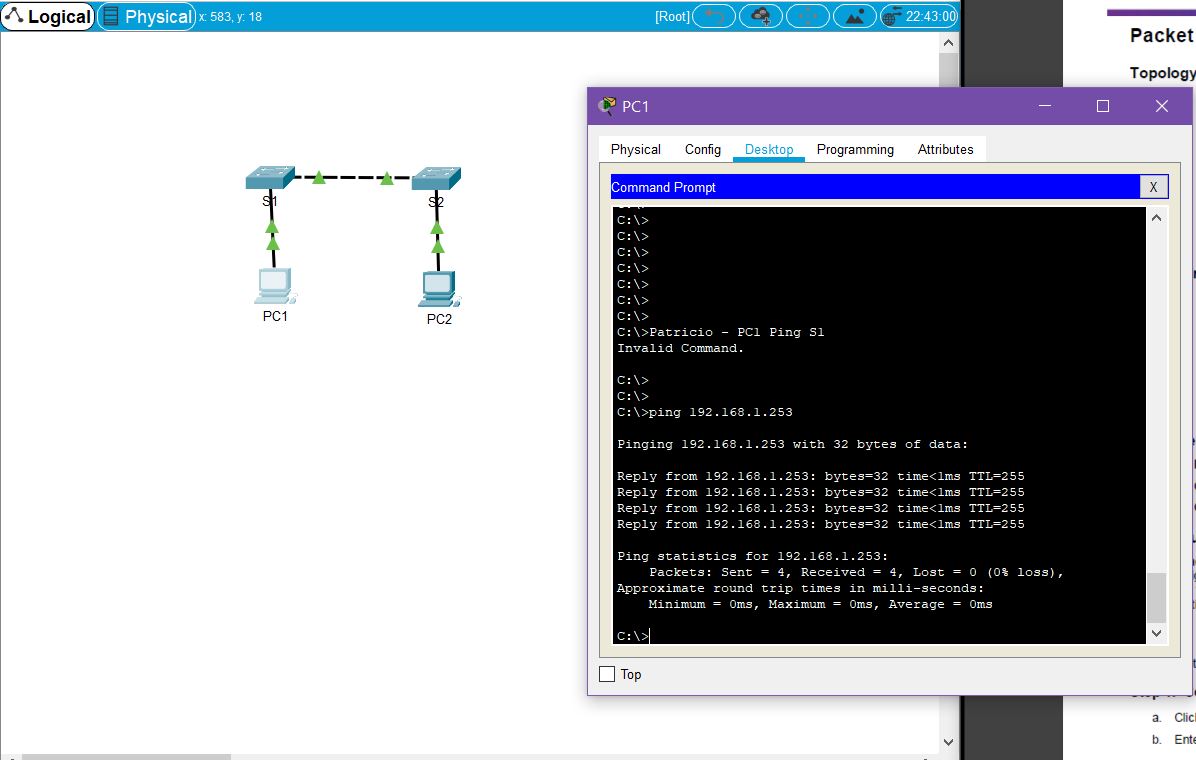 Logical Physical x: 583, y: 18 [Root] 22:43:00
Packet
Topology
PC1
Physical Config Desktop Programming Attributes
Command Prompt X
C:\>
C:\>
C:\>
C:\>
C:\>
C:\>
C:\>
C:\>Patricio - PC1 Ping S1
Invalid Command.
C:\>
C:\>
C:\>ping 192.168.1.253
Pinging 192.168.1.253 with 32 bytes of data:
Reply from 192.168.1.253: bytes=32 time<1ms TTL=255
Reply from 192.168.1.253: bytes=32 time<1ms TTL=255
Reply from 192.168.1.253: bytes=32 time<1ms TTL=255
Reply from 192.168.1.253: bytes=32 time<1ms TTL=255
Ping statistics for 192.168.1.253:
Packets: Sent = 4, Received = 4, Lost = 0 (0% loss),
Approximate round trip times in milli-seconds:
Minimum = 0ms, Maximum = 0ms, Average = 0ms
C:\>
Top
S1 S2
PC1 PC2
a. Clic
b. Ente